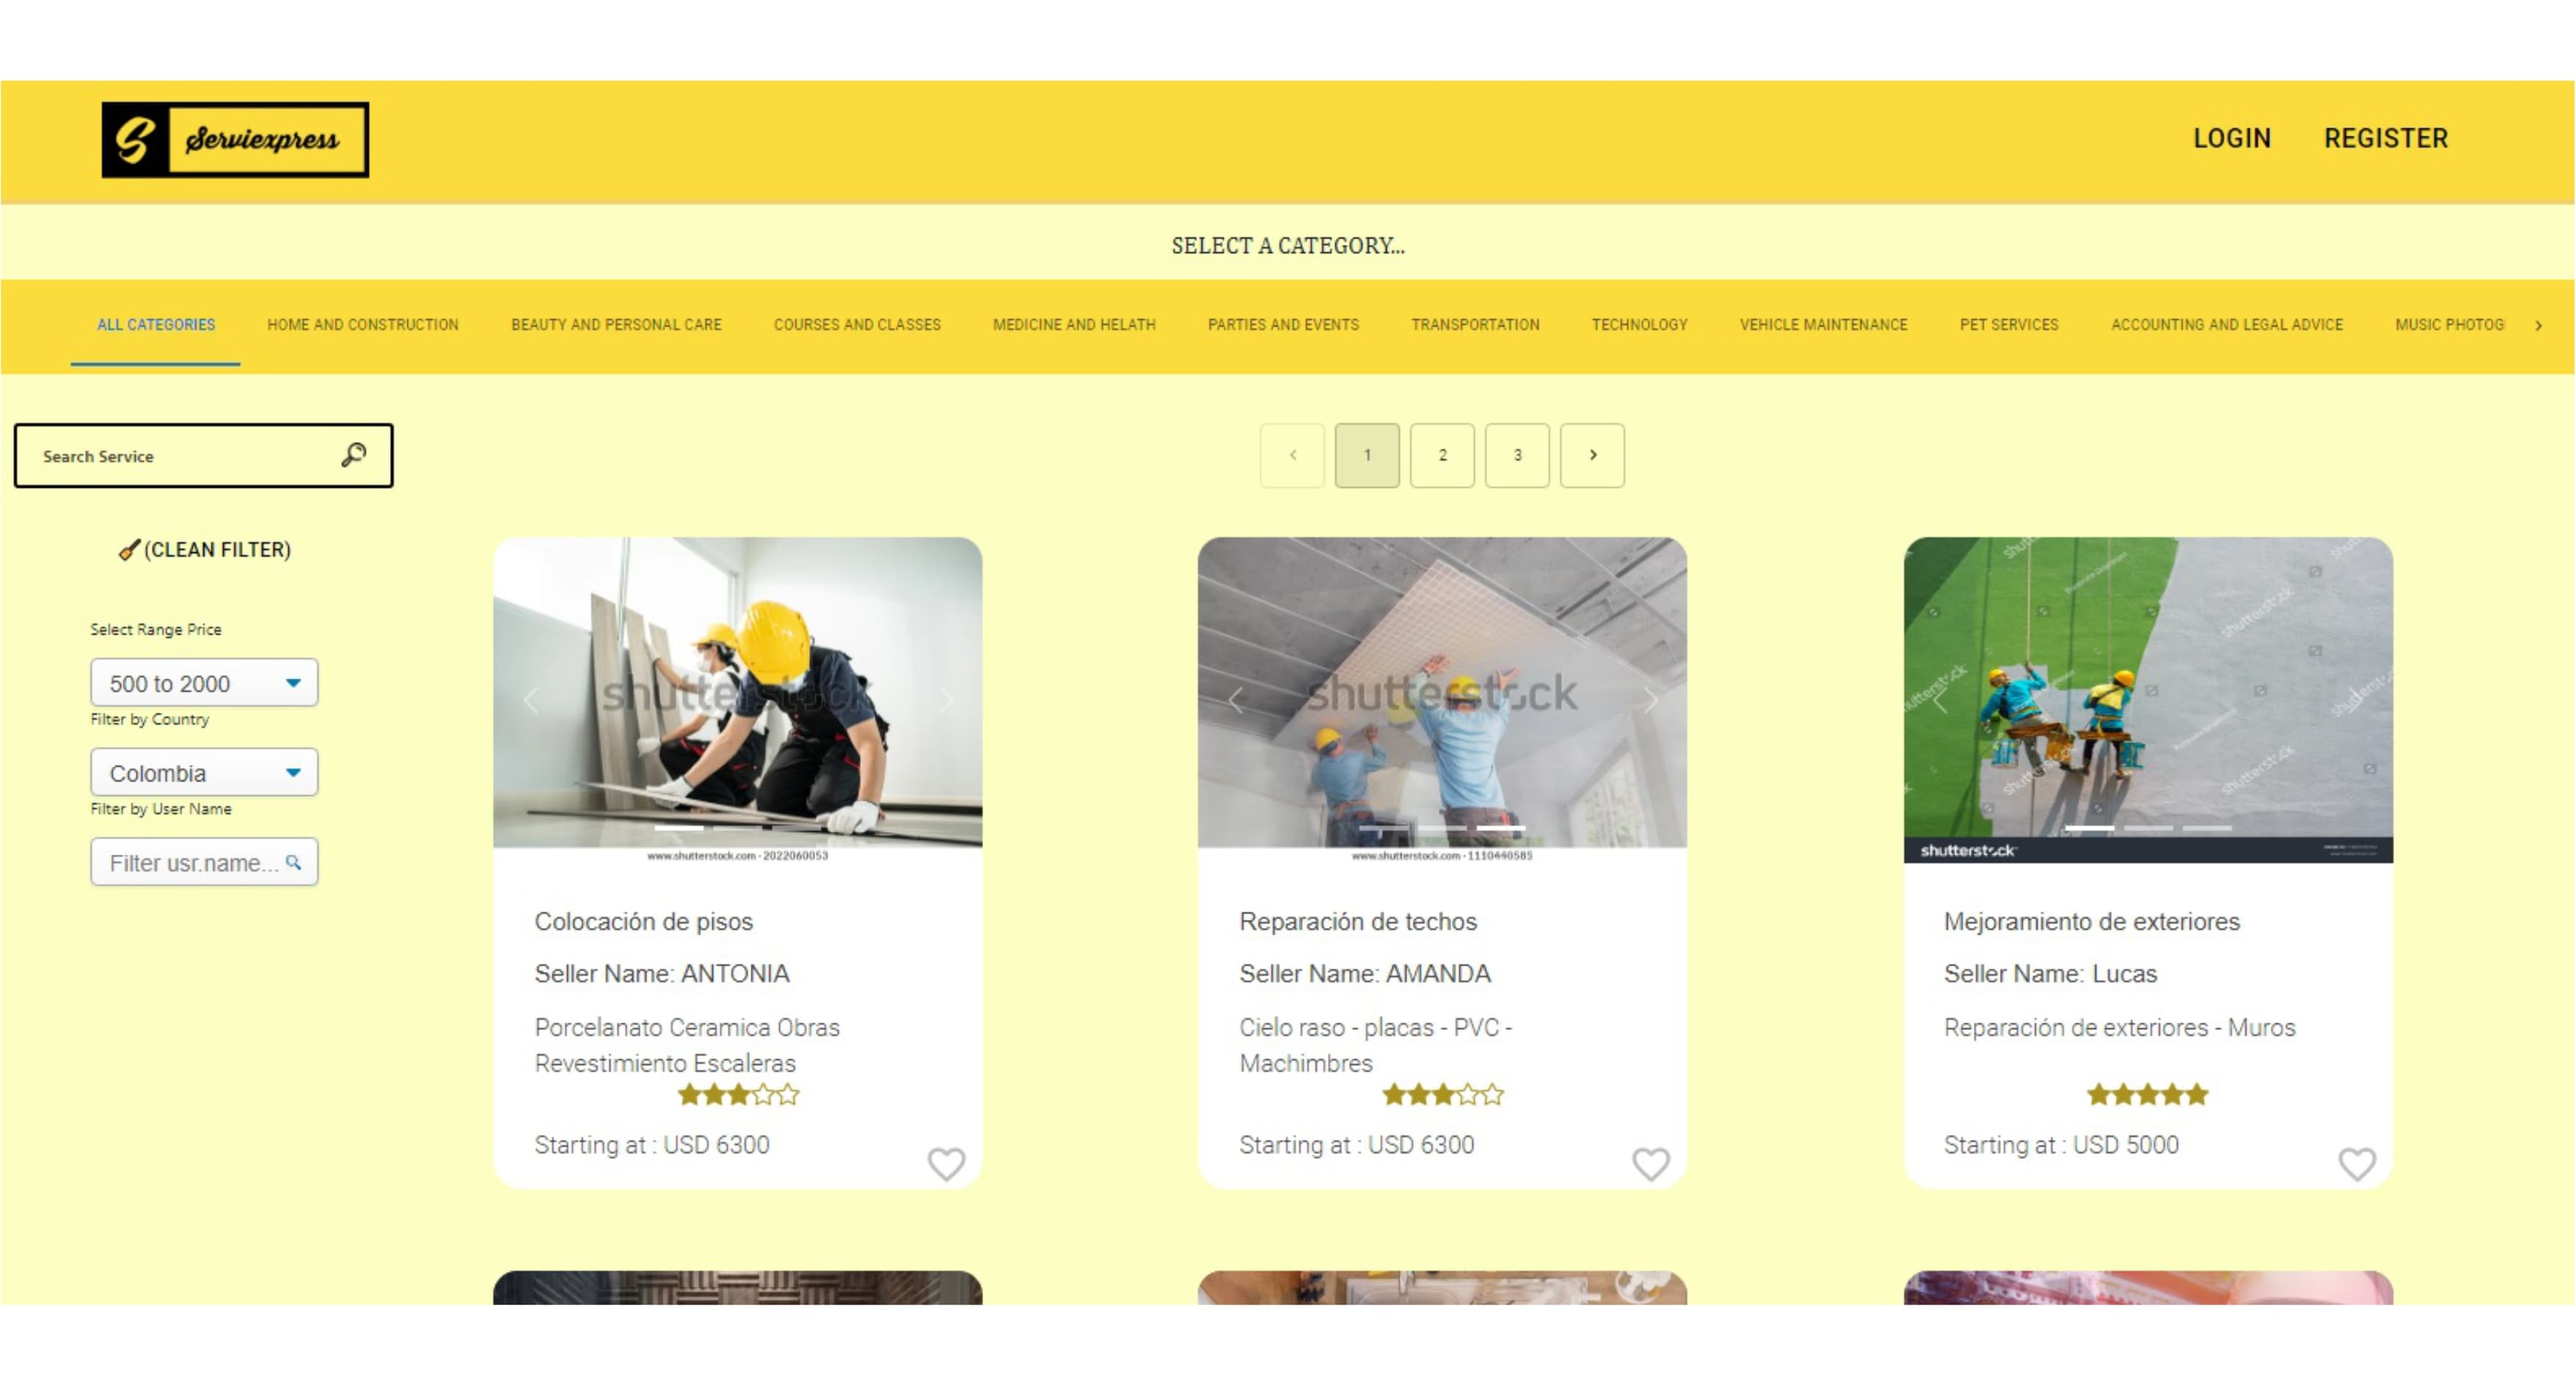 S Serviexpress
LOGIN REGISTER
SELECT A CATEGORY...
ALL CATEGORIES HOME AND CONSTRUCTION BEAUTY AND PERSONAL CARE COURSES AND CLASSES MEDICINE AND HELATH PARTIES AND EVENTS TRANSPORTATION TECHNOLOGY VEHICLE MAINTENANCE PET SERVICES ACCOUNTING AND LEGAL ADVICE MUSIC PHOTOG
Search Service
1 2 3
(CLEAN FILTER)
Select Range Price
500 to 2000
Filter by Country
Colombia
Filter by User Name
Filter usr.name...
shutterstock
www.shutterstock.com · 2022060053
Colocación de pisos
Seller Name: ANTONIA
Porcelanato Ceramica Obras
Revestimiento Escaleras
Starting at : USD 6300
shutterstock
www.shutterstock.com · 1110440585
Reparación de techos
Seller Name: AMANDA
Cielo raso - placas - PVC -
Machimbres
Starting at : USD 6300
shutterstock
Mejoramiento de exteriores
Seller Name: Lucas
Reparación de exteriores - Muros
Starting at : USD 5000